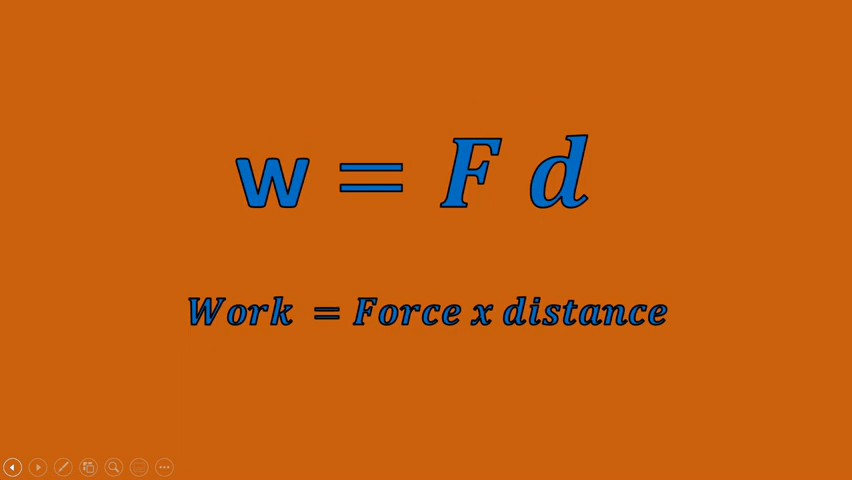 w = F d
Work = Force x distance